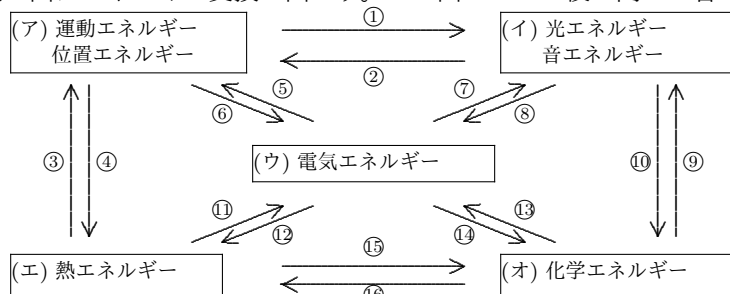 ①
(ア) 運動エネルギー
位置エネルギー
(イ) 光エネルギー
音エネルギー
②
⑤
⑦
⑥
⑧
③
④
(ウ) 電気エネルギー
⑩
⑨
⑪
⑬
⑫
⑭
⑮
(エ) 熱エネルギー
(オ) 化学エネルギー
⑯